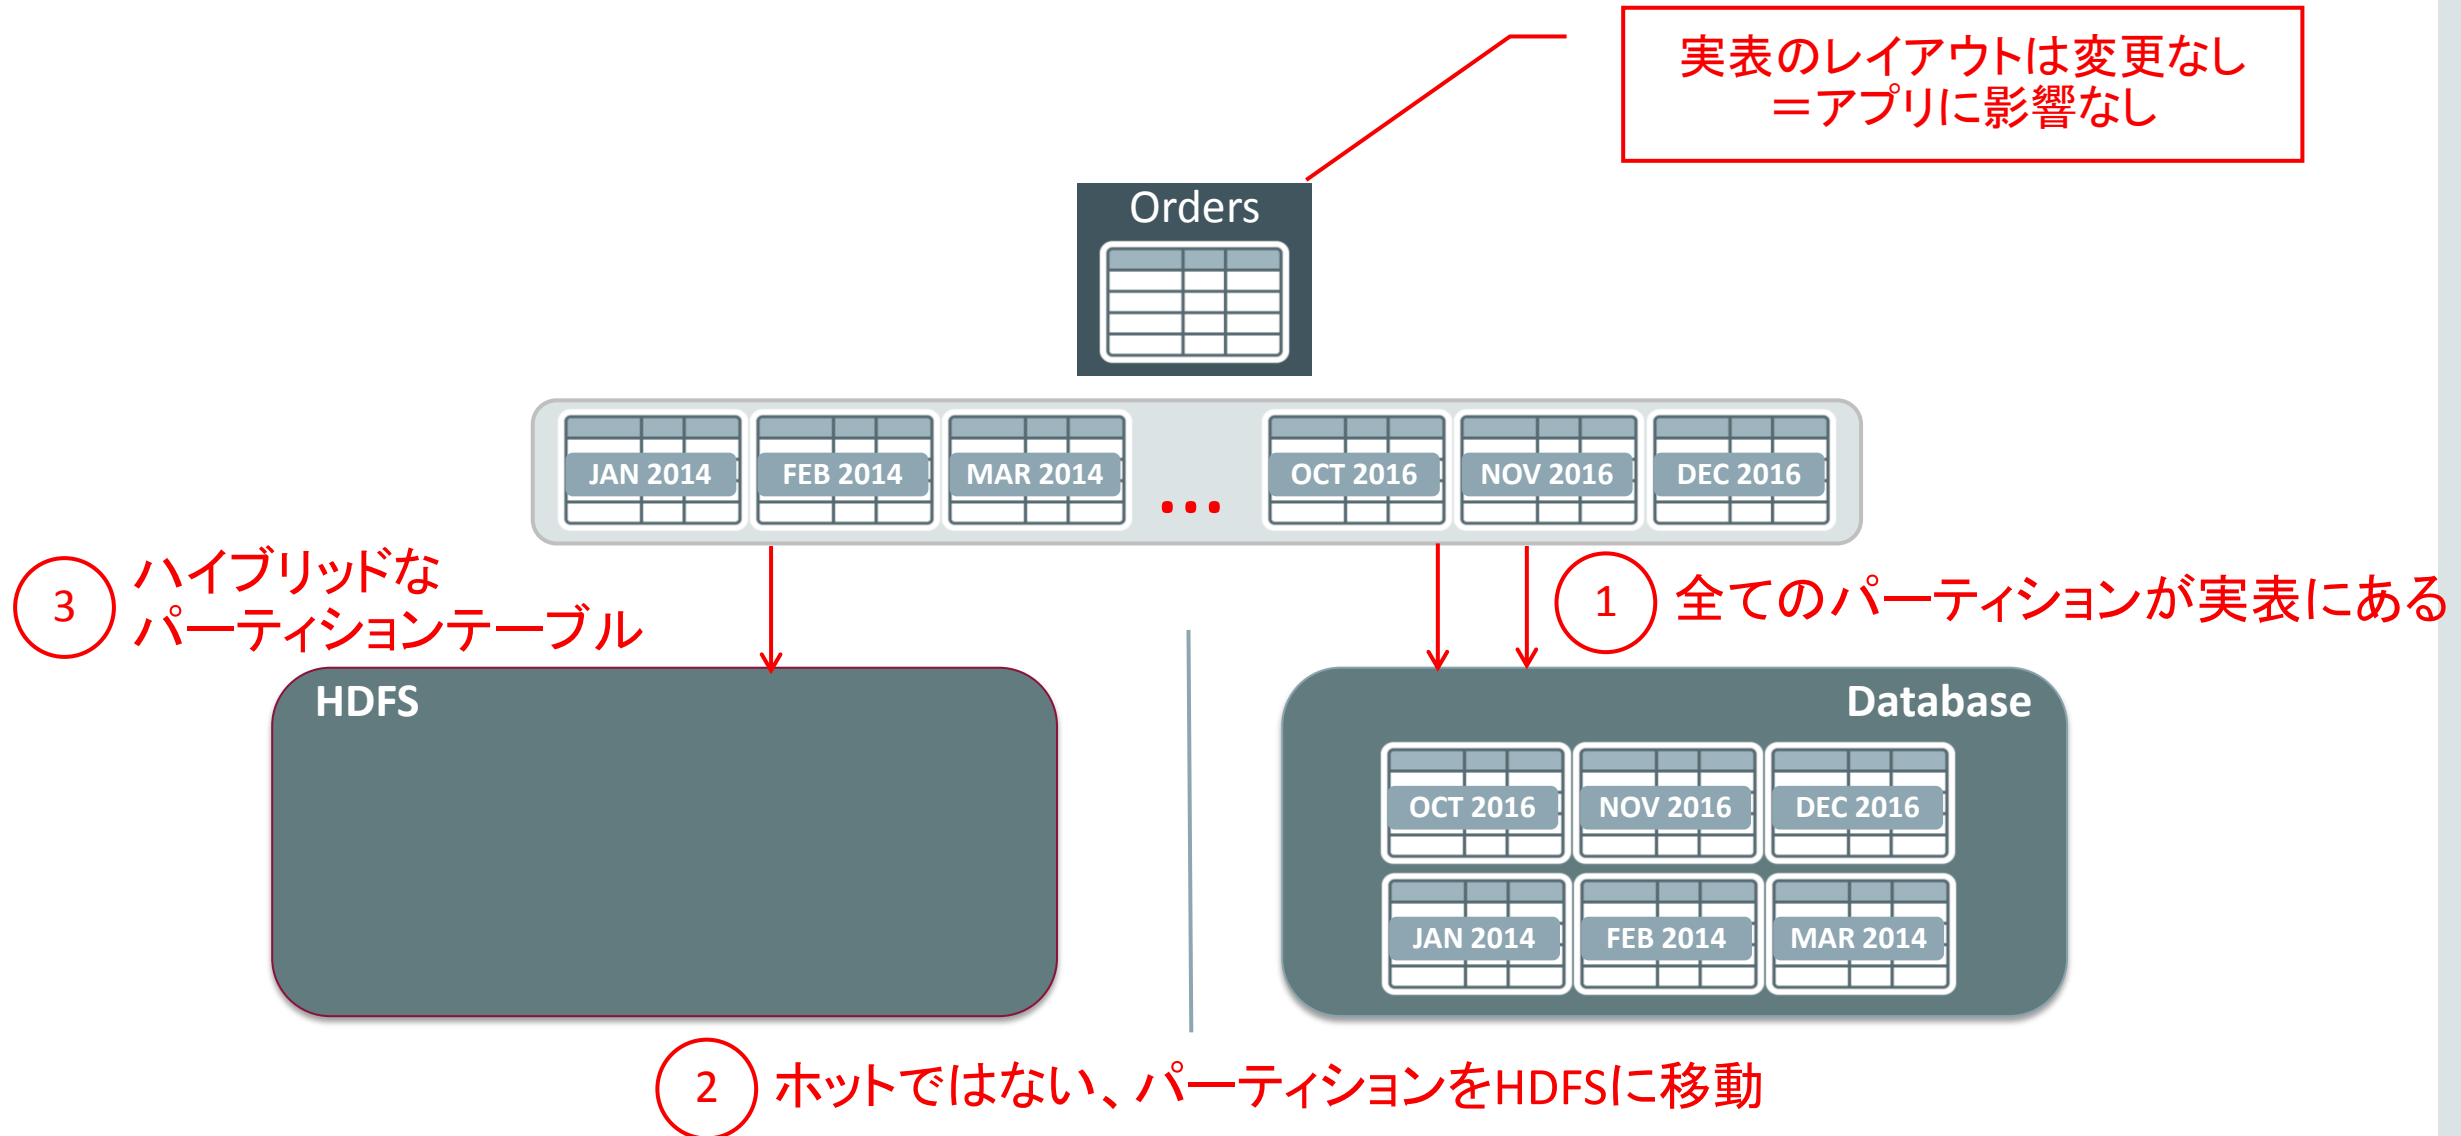 実表のレイアウトは変更なし
＝アプリに影響なし
Orders
JAN 2014
FEB 2014
MAR 2014
...
OCT 2016
NOV 2016
DEC 2016
3
ハイブリッドな
パーティションテーブル
1
全てのパーティションが実表にある
HDFS
Database
OCT 2016
NOV 2016
DEC 2016
JAN 2014
FEB 2014
MAR 2014
2
ホットではない、パーティションをHDFSに移動